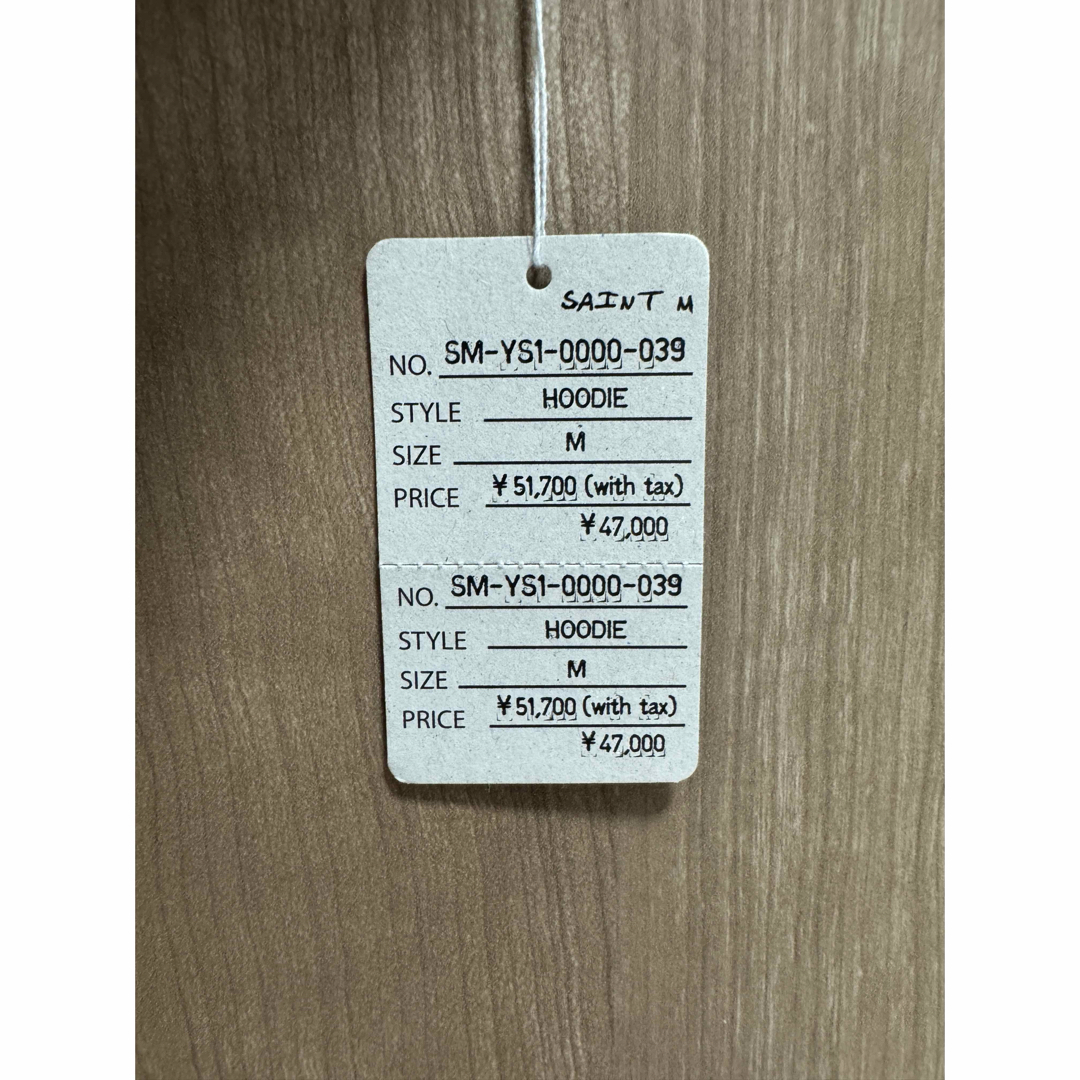 SAINT M
NO. SM-YS1-0000-039
STYLE HOODIE
SIZE M
PRICE ¥51,700 (with tax)
¥47,000
NO. SM-YS1-0000-039
STYLE HOODIE
SIZE M
PRICE ¥51,700 (with tax)
¥47,000